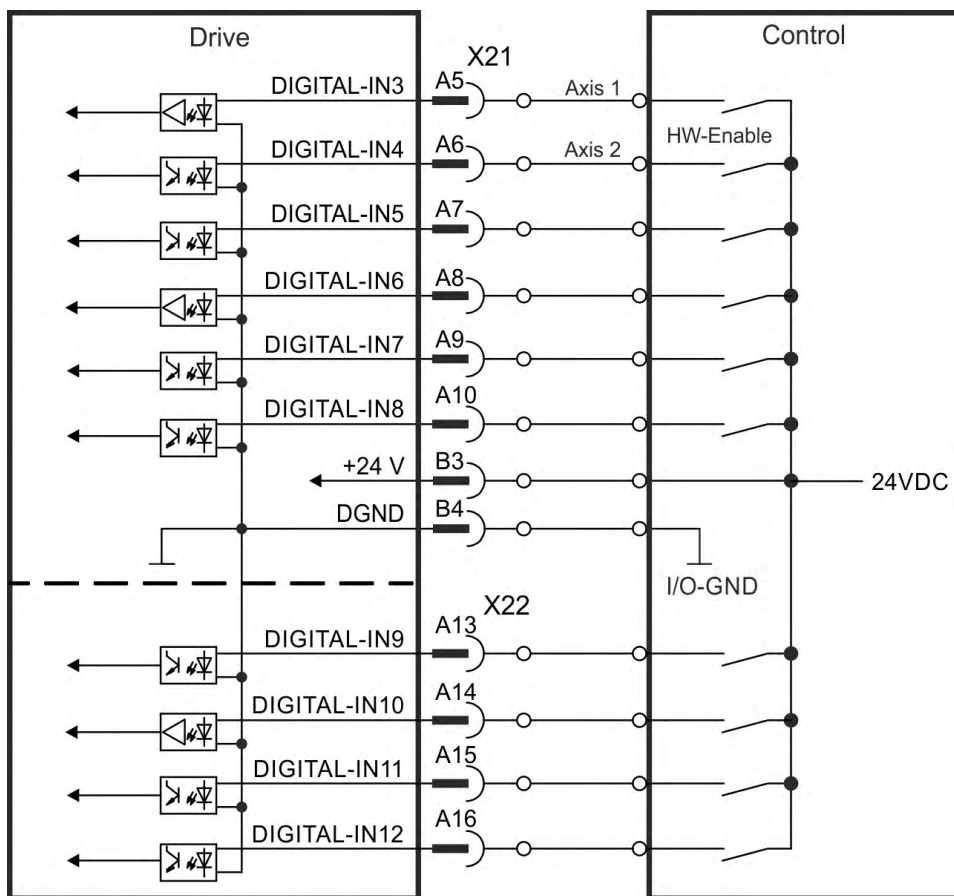 Drive
Control
X21
DIGITAL-IN3 A5 Axis 1
HW-Enable
DIGITAL-IN4 A6 Axis 2
DIGITAL-IN5 A7
DIGITAL-IN6 A8
DIGITAL-IN7 A9
DIGITAL-IN8 A10
+24 V B3 24VDC
DGND B4
I/O-GND
X22
DIGITAL-IN9 A13
DIGITAL-IN10 A14
DIGITAL-IN11 A15
DIGITAL-IN12 A16